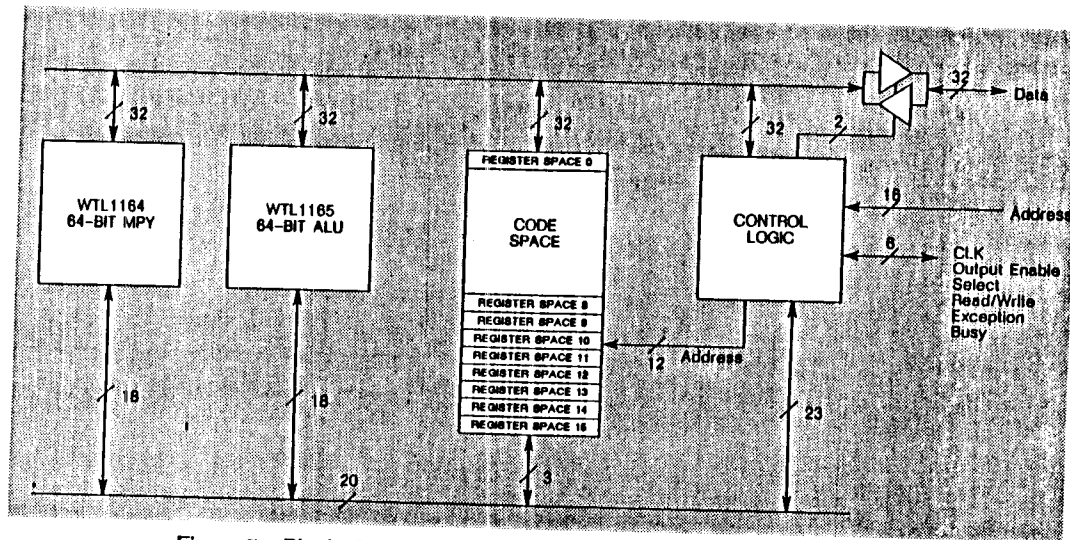 32
32
32
32
32
Data
2
WTL1164
64-BIT MPY
WTL1165
64-BIT ALU
REGISTER SPACE 0
CODE
SPACE
REGISTER SPACE 8
REGISTER SPACE 9
REGISTER SPACE 10
REGISTER SPACE 11
REGISTER SPACE 12
REGISTER SPACE 13
REGISTER SPACE 14
REGISTER SPACE 15
CONTROL
LOGIC
16
Address
6
CLK
Output Enable
Select
Read/Write
Exception
Busy
12
Address
18
18
3
23
20